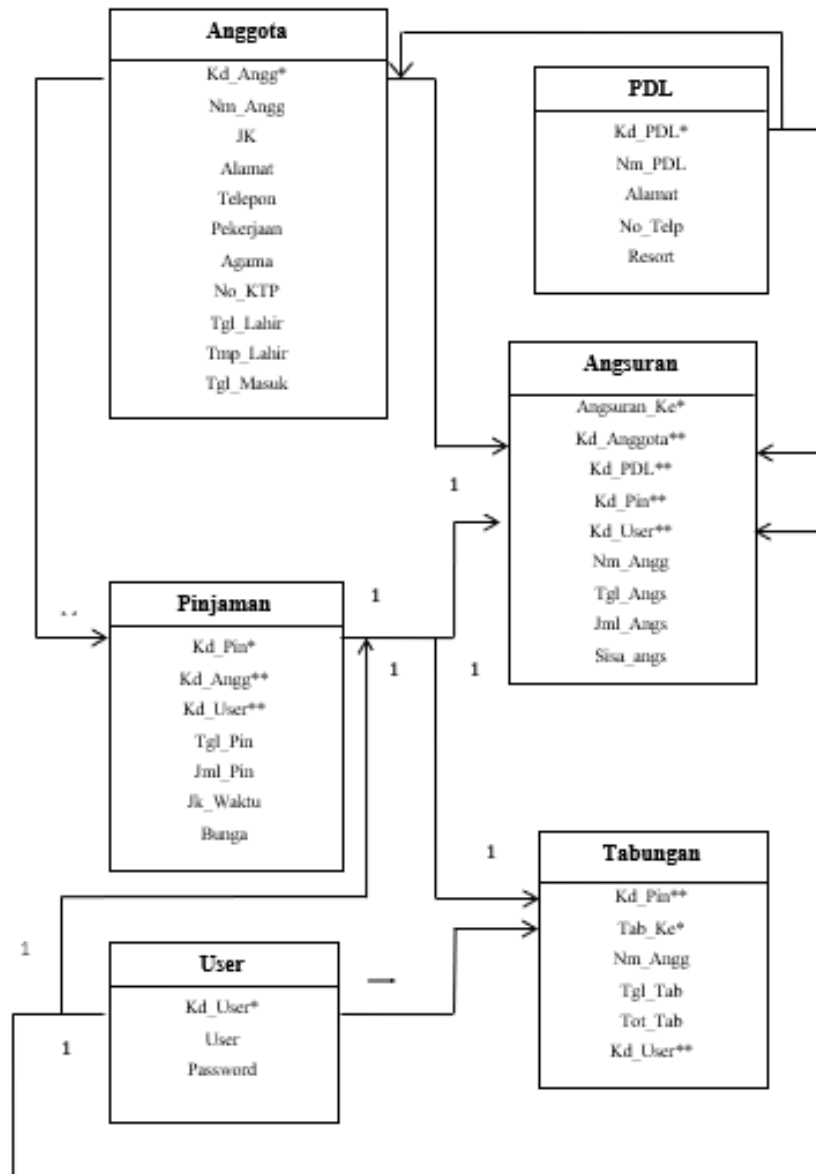 Anggota
Kd_Angg*
Nm_Angg
JK
Alamat
Telepon
Pekerjaan
Agama
No_KTP
Tgl_Lahir
Tmp_Lahir
Tgl_Masuk
PDL
Kd_PDL*
Nm_PDL
Alamat
No_Telp
Resort
Angsuran
Angsuran_Ke*
Kd_Anggota**
Kd_PDL**
Kd_Pin**
Kd_User**
Nm_Angg
Tgl_Angs
Jml_Angs
Sisa_angs
1
1
1
1
Pinjaman
Kd_Pin*
Kd_Angg**
Kd_User**
Tgl_Pin
Jml_Pin
Jk_Waktu
Bunga
1
Tabungan
Kd_Pin**
Tab_Ke*
Nm_Angg
Tgl_Tab
Tot_Tab
Kd_User**
1
1
User
Kd_User*
User
Password